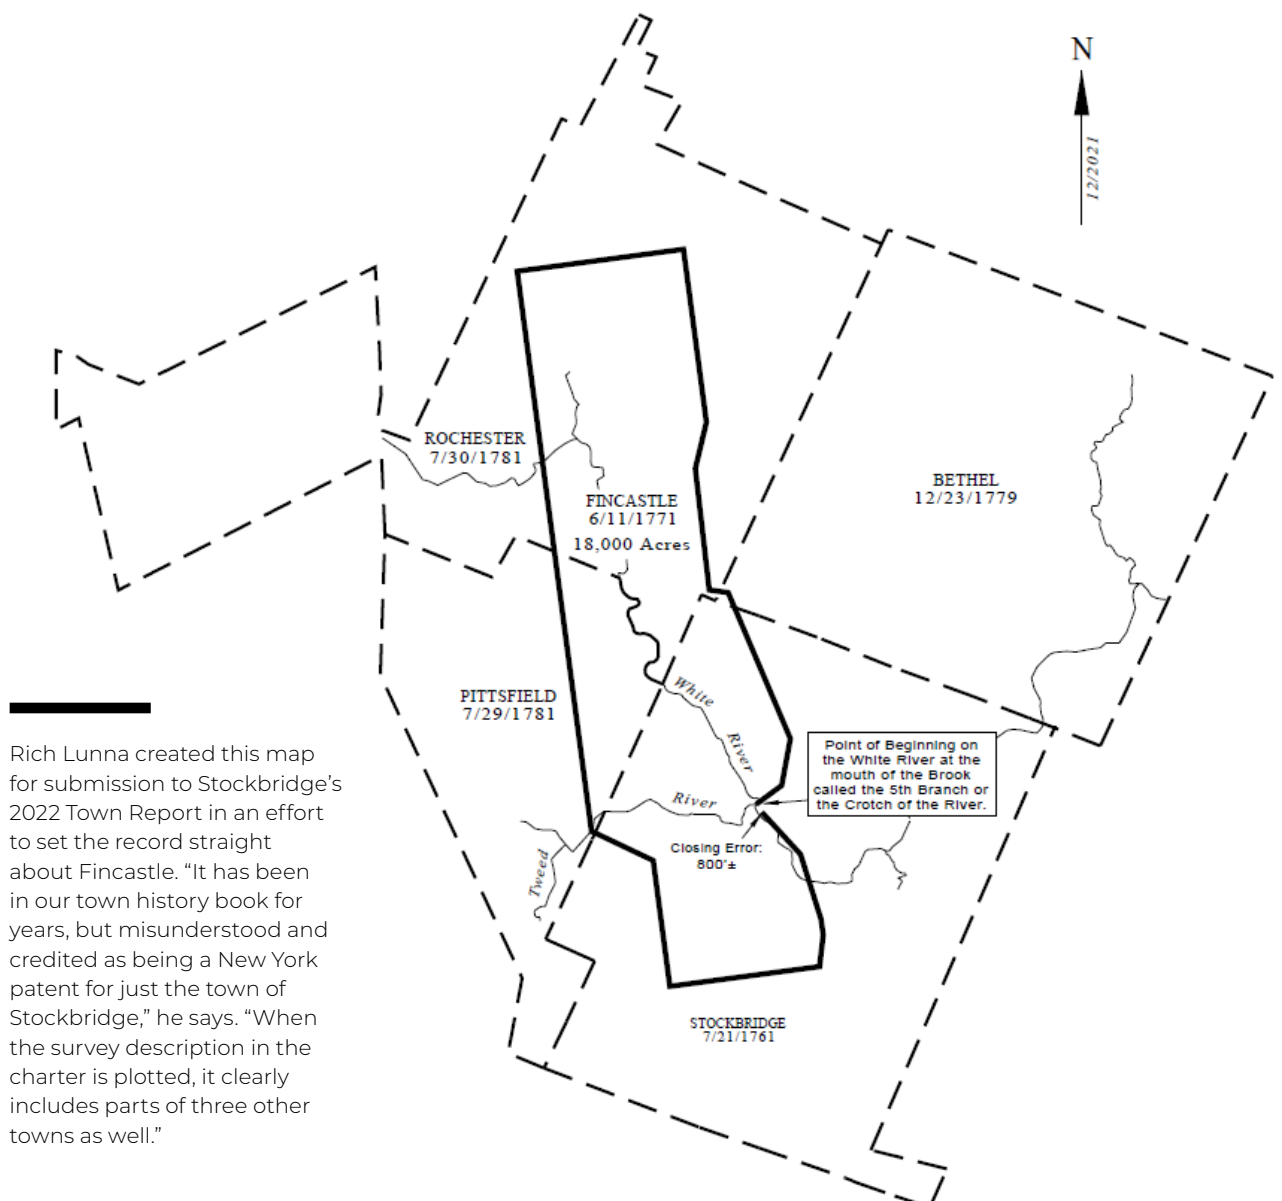 N
12/2021
ROCHESTER
7/30/1781
FINCASTLE
6/11/1771
18,000 Acres
BETHEL
12/23/1779
PITTSFIELD
7/29/1781
White
River
River
Tweed
Point of Beginning on
the White River at the
mouth of the Brook
called the 5th Branch or
the Crotch of the River.
Closing Error:
800'±
STOCKBRIDGE
7/21/1761
Rich Lunna created this map
for submission to Stockbridge’s
2022 Town Report in an effort
to set the record straight
about Fincastle. “It has been
in our town history book for
years, but misunderstood and
credited as being a New York
patent for just the town of
Stockbridge,” he says. “When
the survey description in the
charter is plotted, it clearly
includes parts of three other
towns as well.”